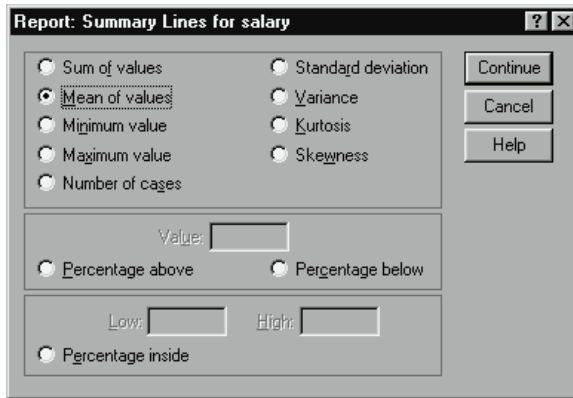 Report: Summary Lines for salary
Sum of values
Standard deviation
Mean of values
Variance
Minimum value
Kurtosis
Maximum value
Skewness
Number of cases
Continue
Cancel
Help
Value:
Percentage above
Percentage below
Low:
High:
Percentage inside